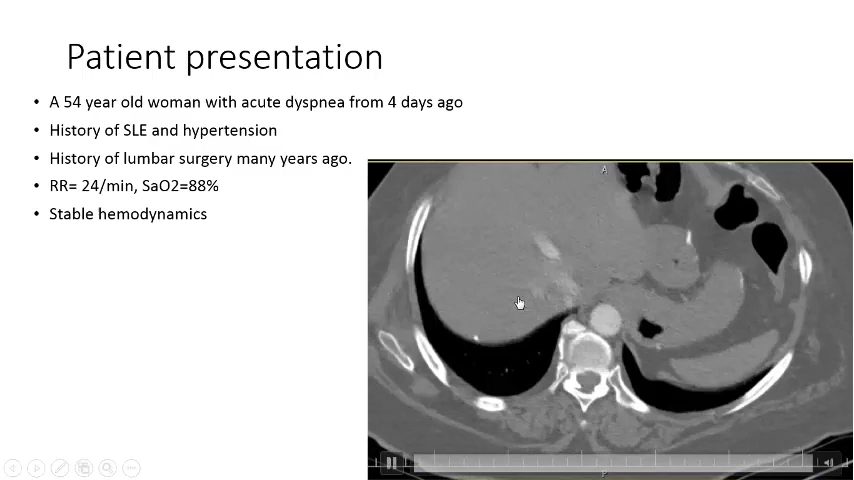 Patient presentation
• A 54 year old woman with acute dyspnea from 4 days ago
• History of SLE and hypertension
• History of lumbar surgery many years ago.
• RR= 24/min, SaO2=88%
• Stable hemodynamics
A
P